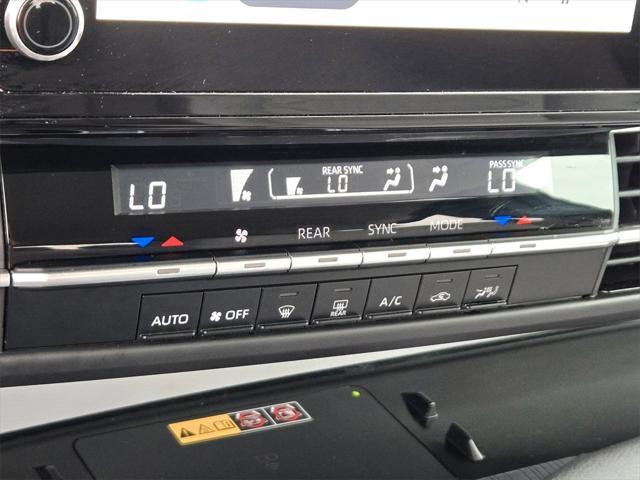 REAR SYNC
PASS SYNC
LO
LO
LO
REAR
SYNC
MODE
AUTO
OFF
REAR
A/C